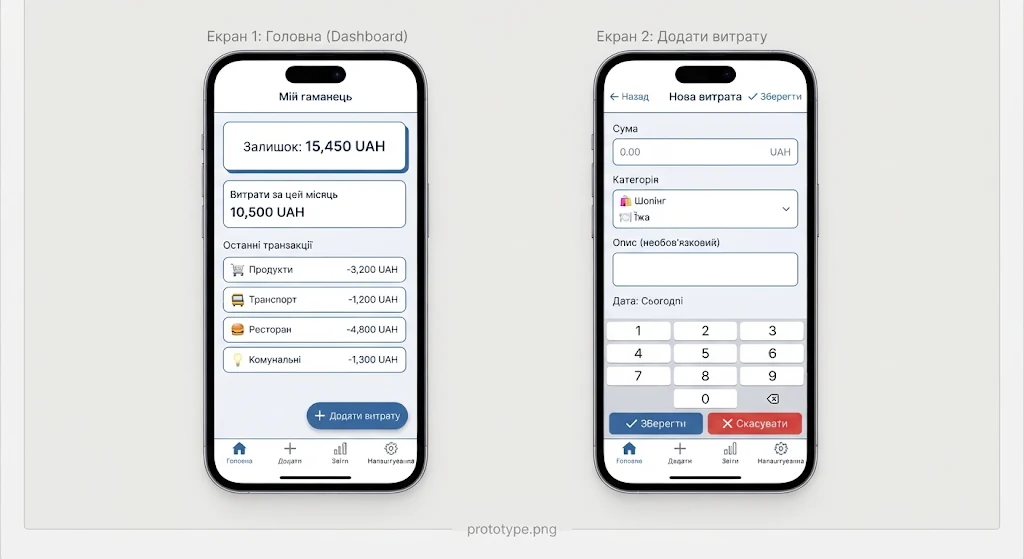 Екран 1: Головна (Dashboard)
Мій гаманець
Залишок: 15,450 UAH
Витрати за цей місяць
10,500 UAH
Останні транзакції
Продукти -3,200 UAH
Транспорт -1,200 UAH
Ресторан -4,800 UAH
Комунальні -1,300 UAH
+ Додати витрату
Головна Додати Звіти Налаштування
Екран 2: Додати витрату
← Назад Нова витрата ✓ Зберегти
Сума
0.00 UAH
Категорія
Шопінг
Їжа
Опис (необов'язковий)
Дата: Сьогодні
1 2 3
4 5 6
7 8 9
0
✓ Зберегти ✕ Скасувати
Головна Додати Звіти Налаштування
prototype.png